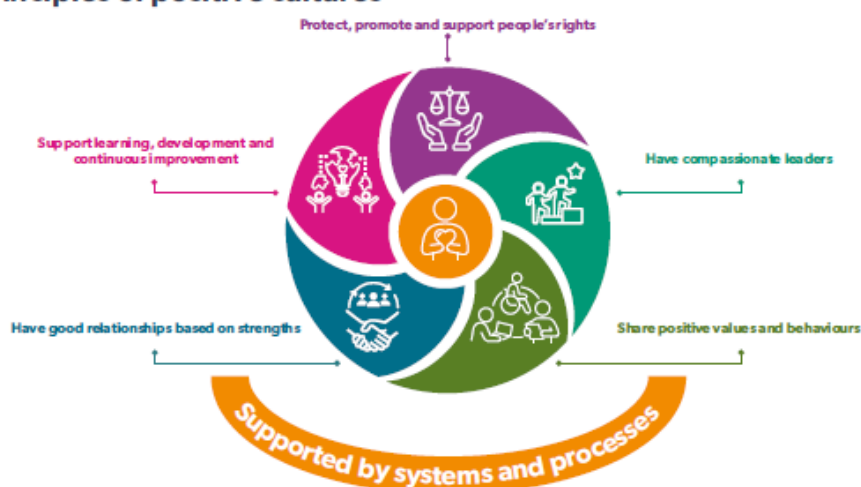 Protect, promote and support people's rights
Support learning, development and
continuous improvement
Have compassionate leaders
Have good relationships based on strengths
Share positive values and behaviours
Supported by systems and processes